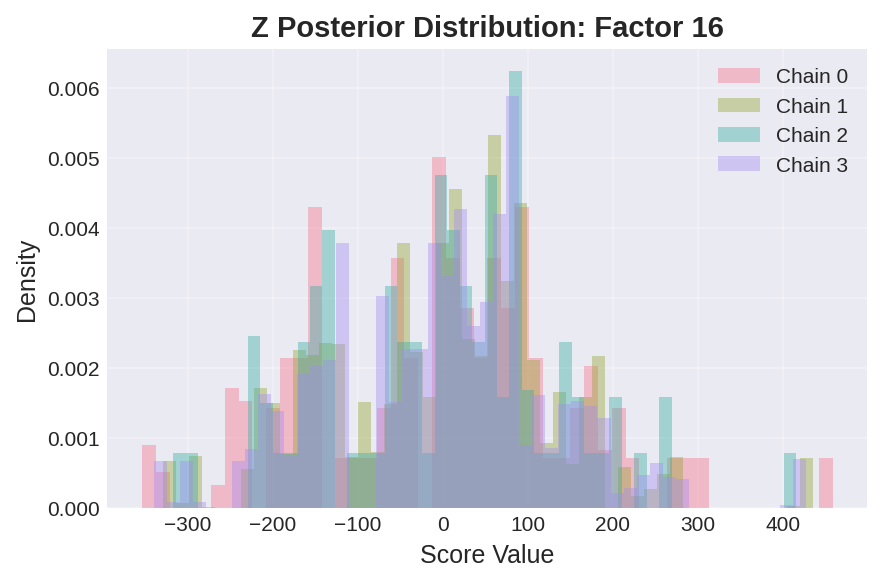 Z Posterior Distribution: Factor 16
Chain 0
Chain 1
Chain 2
Chain 3
Density
0.006
0.005
0.004
0.003
0.002
0.001
0.000
−300 −200 −100 0 100 200 300 400
Score Value